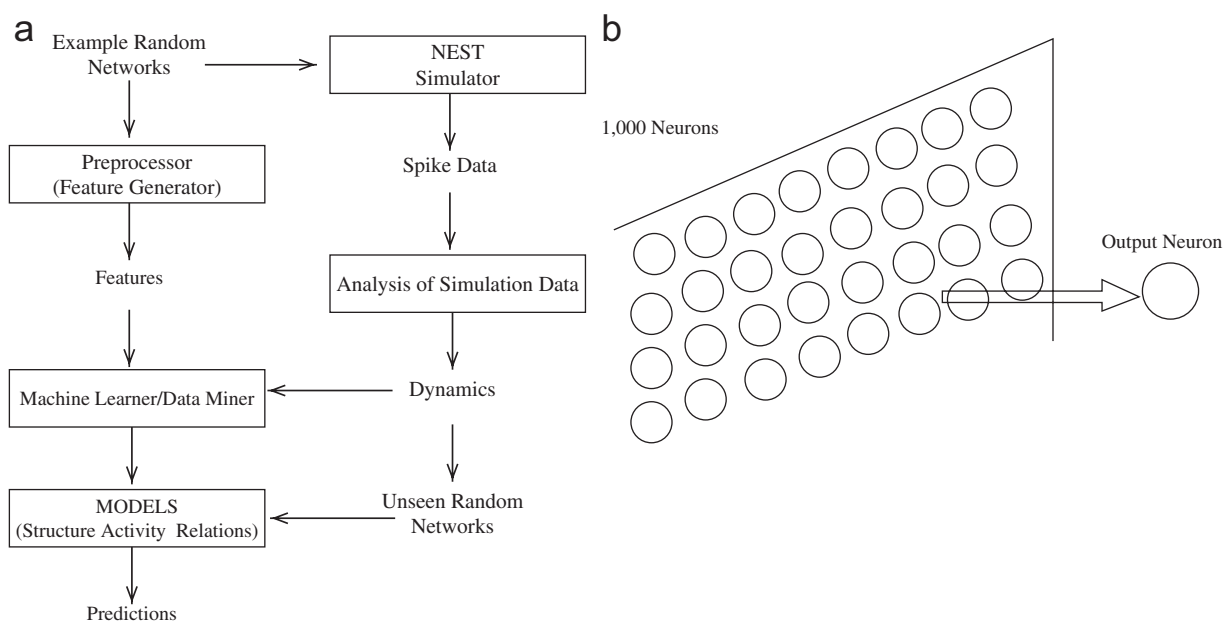 a
Example Random
Networks
NEST
Simulator
Preprocessor
(Feature Generator)
Spike Data
Features
Analysis of Simulation Data
Machine Learner/Data Miner
Dynamics
MODELS
(Structure Activity Relations)
Unseen Random
Networks
Predictions
b
1,000 Neurons
Output Neuron